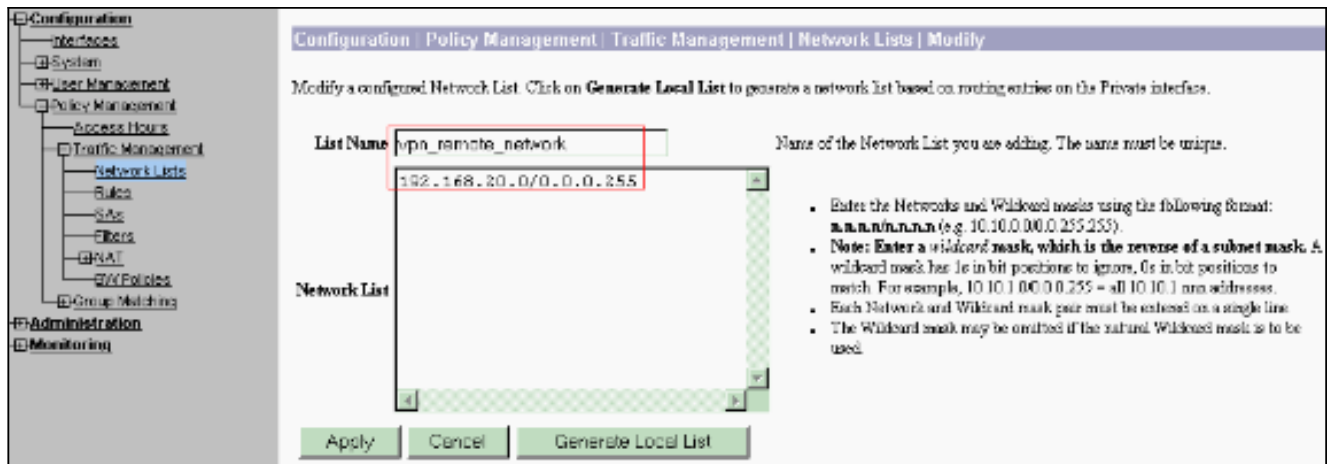 Configuration
Interfaces
System
User Management
Policy Management
Access Hours
Traffic Management
Network Lists
Rules
SAs
Filters
NAT
BW Policies
Group Matching
Administration
Monitoring
Configuration | Policy Management | Traffic Management | Network Lists | Modify
Modify a configured Network List. Click on Generate Local List to generate a network list based on routing entries on the Private interface.
List Name vpn_remote_network Name of the Network List you are adding. The name must be unique.
192.168.20.0/0.0.0.255
Network List
• Enter the Networks and Wildcard masks using the following format:
n.n.n.n/n.n.n.n (e.g. 10.10.0.0/0.0.255.255).
• Note: Enter a wildcard mask, which is the reverse of a subnet mask. A
wildcard mask has 1s in bit positions to ignore, 0s in bit positions to
match. For example, 10.10.1.0/0.0.0.255 = all 10.10.1.nnn addresses.
• Each Network and Wildcard mask pair must be entered on a single line.
• The Wildcard mask may be omitted if the natural Wildcard mask is to be
used.
Apply Cancel Generate Local List